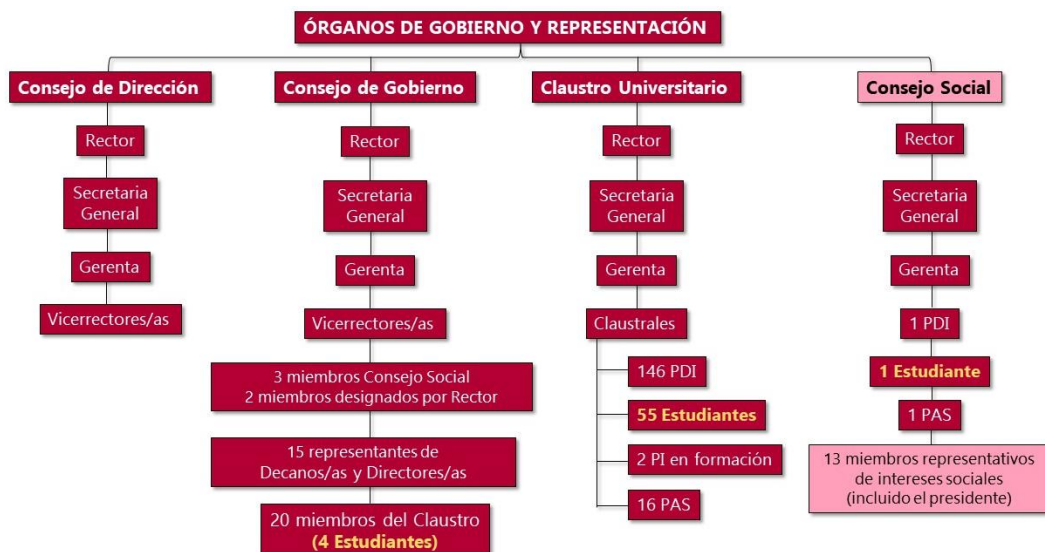 ÓRGANOS DE GOBIERNO Y REPRESENTACIÓN
Consejo de Dirección
Rector
Secretaria
General
Gerenta
Vicerrectores/as
Consejo de Gobierno
Rector
Secretaria
General
Gerenta
Vicerrectores/as
3 miembros Consejo Social
2 miembros designados por Rector
15 representantes de
Decanos/as y Directores/as
20 miembros del Claustro
(4 Estudiantes)
Claustro Universitario
Rector
Secretaria
General
Gerenta
Claustrales
146 PDI
55 Estudiantes
2 PI en formación
16 PAS
Consejo Social
Rector
Secretaria
General
Gerenta
1 PDI
1 Estudiante
1 PAS
13 miembros representativos
de intereses sociales
(incluido el presidente)